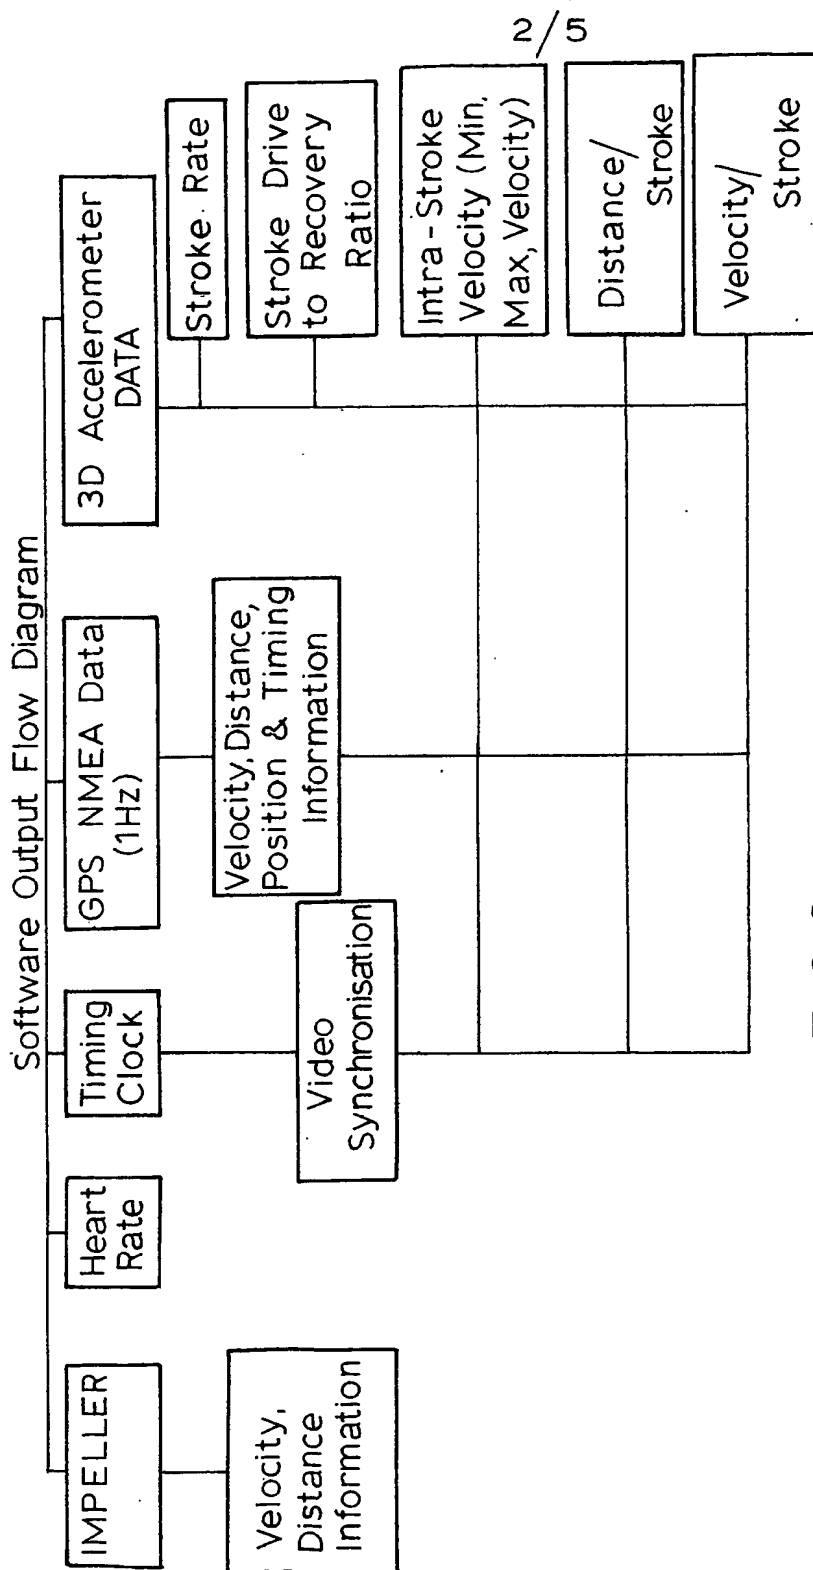 2/5
Software Output Flow Diagram
IMPELLER
Heart
Rate
Timing
Clock
GPS NMEA Data
(1Hz)
3D Accelerometer
DATA
Velocity,
Distance
Information
Video
Synchronisation
Velocity, Distance,
Position & Timing
Information
Stroke Rate
Stroke Drive
to Recovery
Ratio
Intra-Stroke
Velocity (Min,
Max, Velocity)
Distance/
Stroke
Velocity/
Stroke